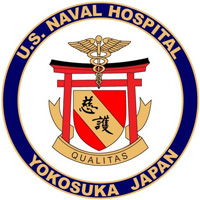 U.S. NAVAL HOSPITAL
慈護
QUALITAS
YOKOSUKA JAPAN